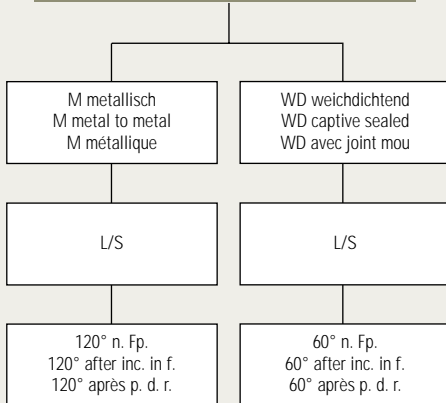 M metallisch
M metal to metal
M métallique
WD weichdichtend
WD captive sealed
WD avec joint mou
L/S
L/S
120° n. Fp.
120° after inc. in f.
120° après p. d. r.
60° n. Fp.
60° after inc. in f.
60° après p. d. r.